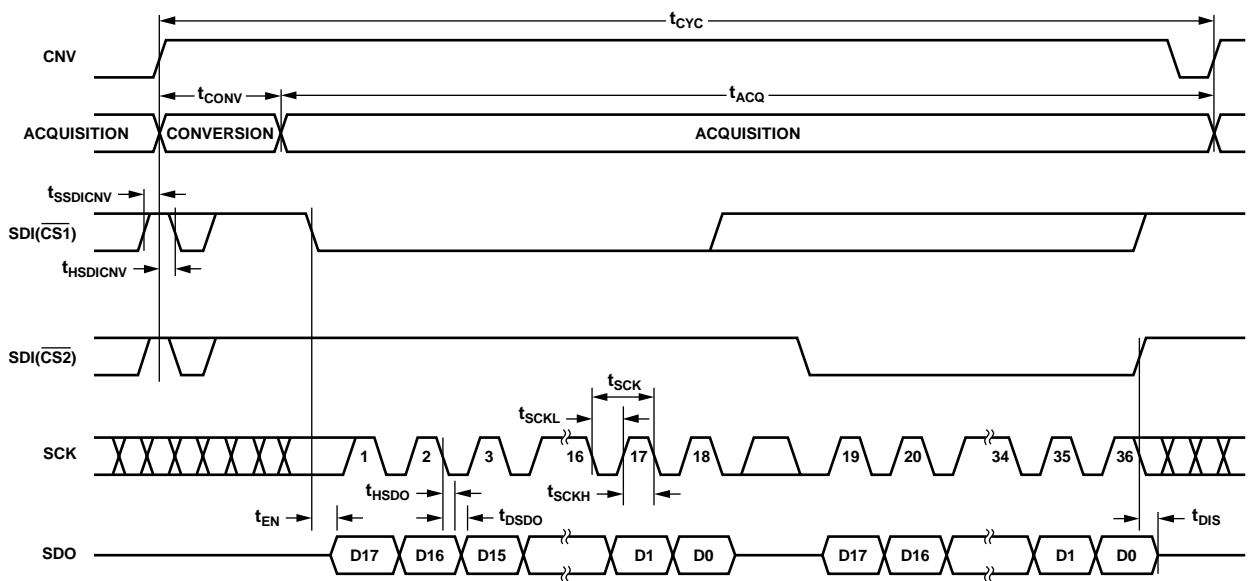 tCYC
CNV
tCONV
tACQ
ACQUISITION CONVERSION ACQUISITION
tSSDICNV
SDI(CS1)
tHSDICNV
SDI(CS2)
tSCK
tSCKL
SCK 1 2 3 16 17 18 19 20 34 35 36
tHSDO
tSCKH
tEN
tDSDO
tDIS
SDO D17 D16 D15 D1 D0 D17 D16 D1 D0